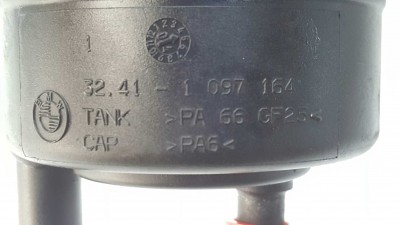 1
32.41 - 1 097 164
TANK >PA 66 GF25<
CAP >PA6<